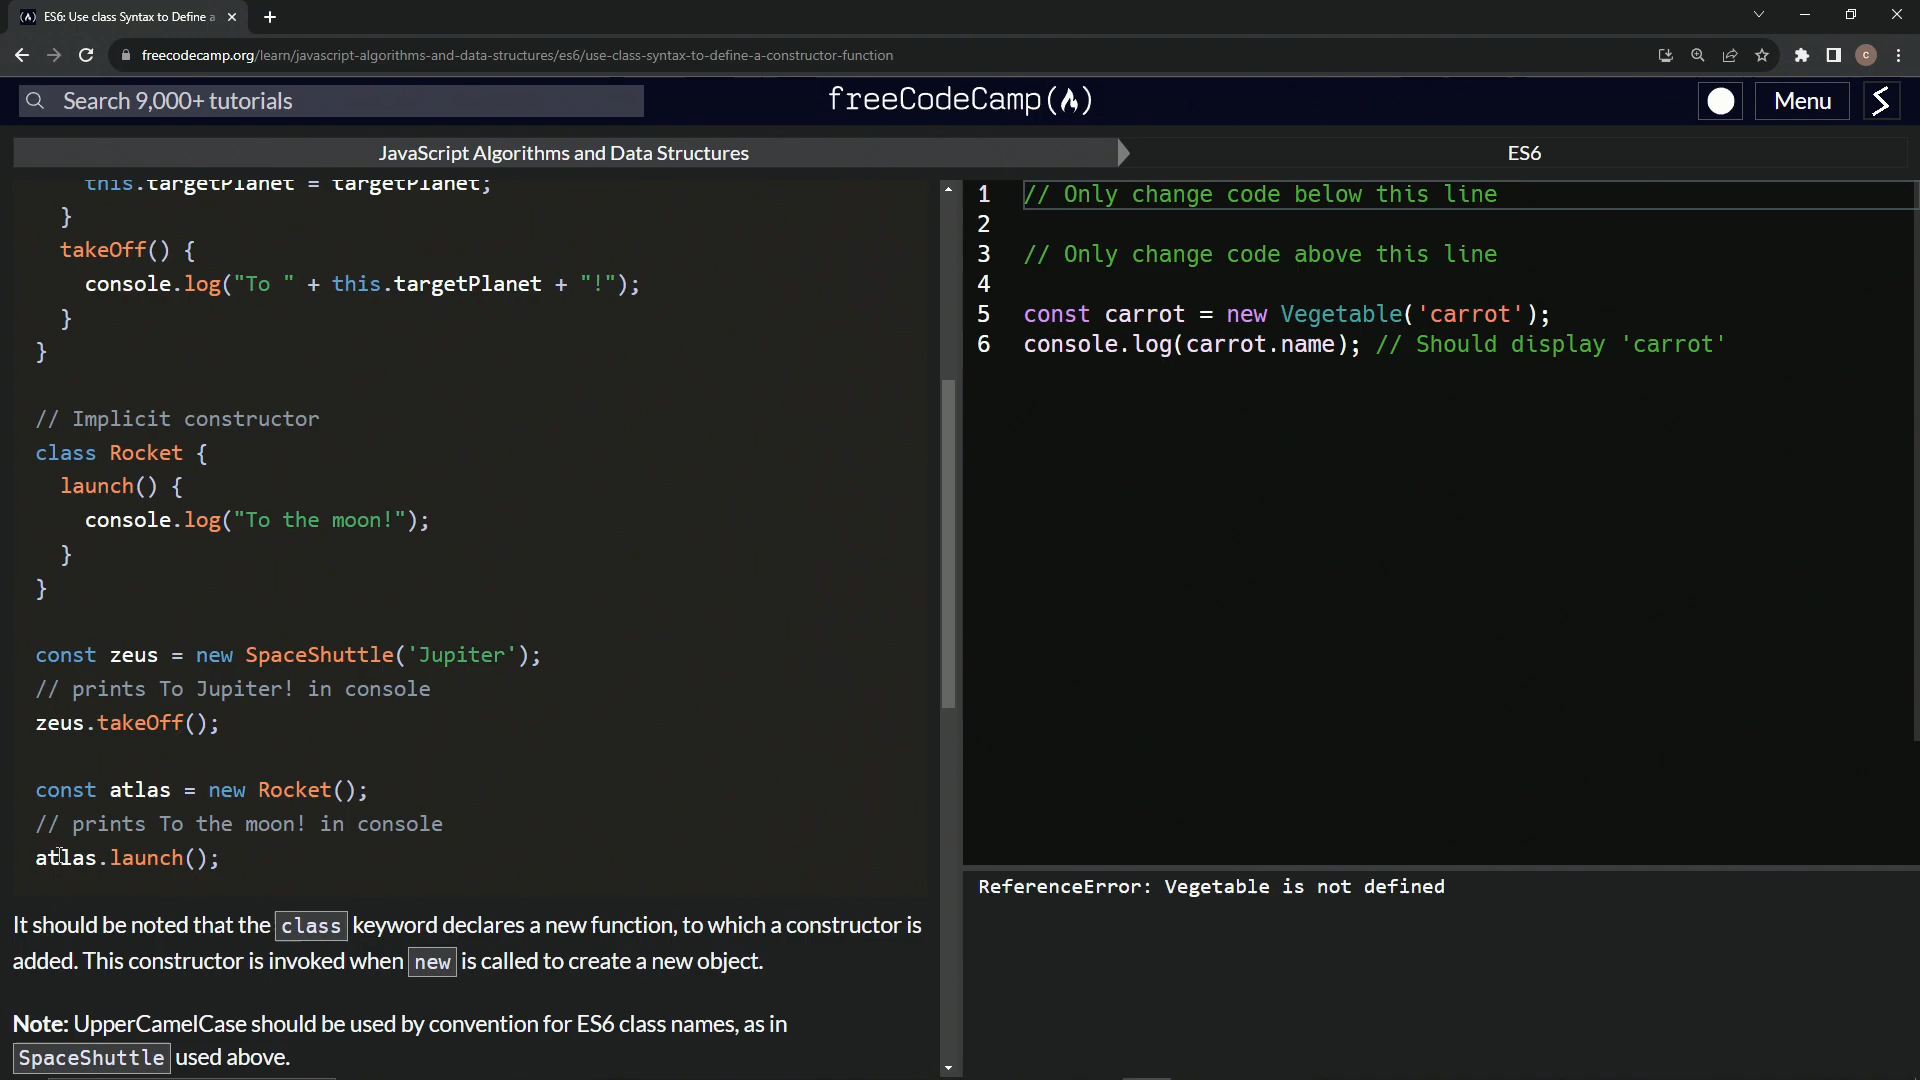 ES6: Use class Syntax to Define a
freecodecamp.org/learn/javascript-algorithms-and-data-structures/es6/use-class-syntax-to-define-a-constructor-function
c
Search 9,000+ tutorials
freeCodeCamp
Menu
JavaScript Algorithms and Data Structures
ES6
this.targetPlanet = targetPlanet;
}
takeOff() {
console.log("To " + this.targetPlanet + "!");
}
}
// Implicit constructor
class Rocket {
launch() {
console.log("To the moon!");
}
}
const zeus = new SpaceShuttle('Jupiter');
// prints To Jupiter! in console
zeus.takeOff();
const atlas = new Rocket();
// prints To the moon! in console
atlas.launch();
It should be noted that the class keyword declares a new function, to which a constructor is
added. This constructor is invoked when new is called to create a new object.
Note: UpperCamelCase should be used by convention for ES6 class names, as in
SpaceShuttle used above.
1 // Only change code below this line
2
3 // Only change code above this line
4
5 const carrot = new Vegetable('carrot');
6 console.log(carrot.name); // Should display 'carrot'
ReferenceError: Vegetable is not defined